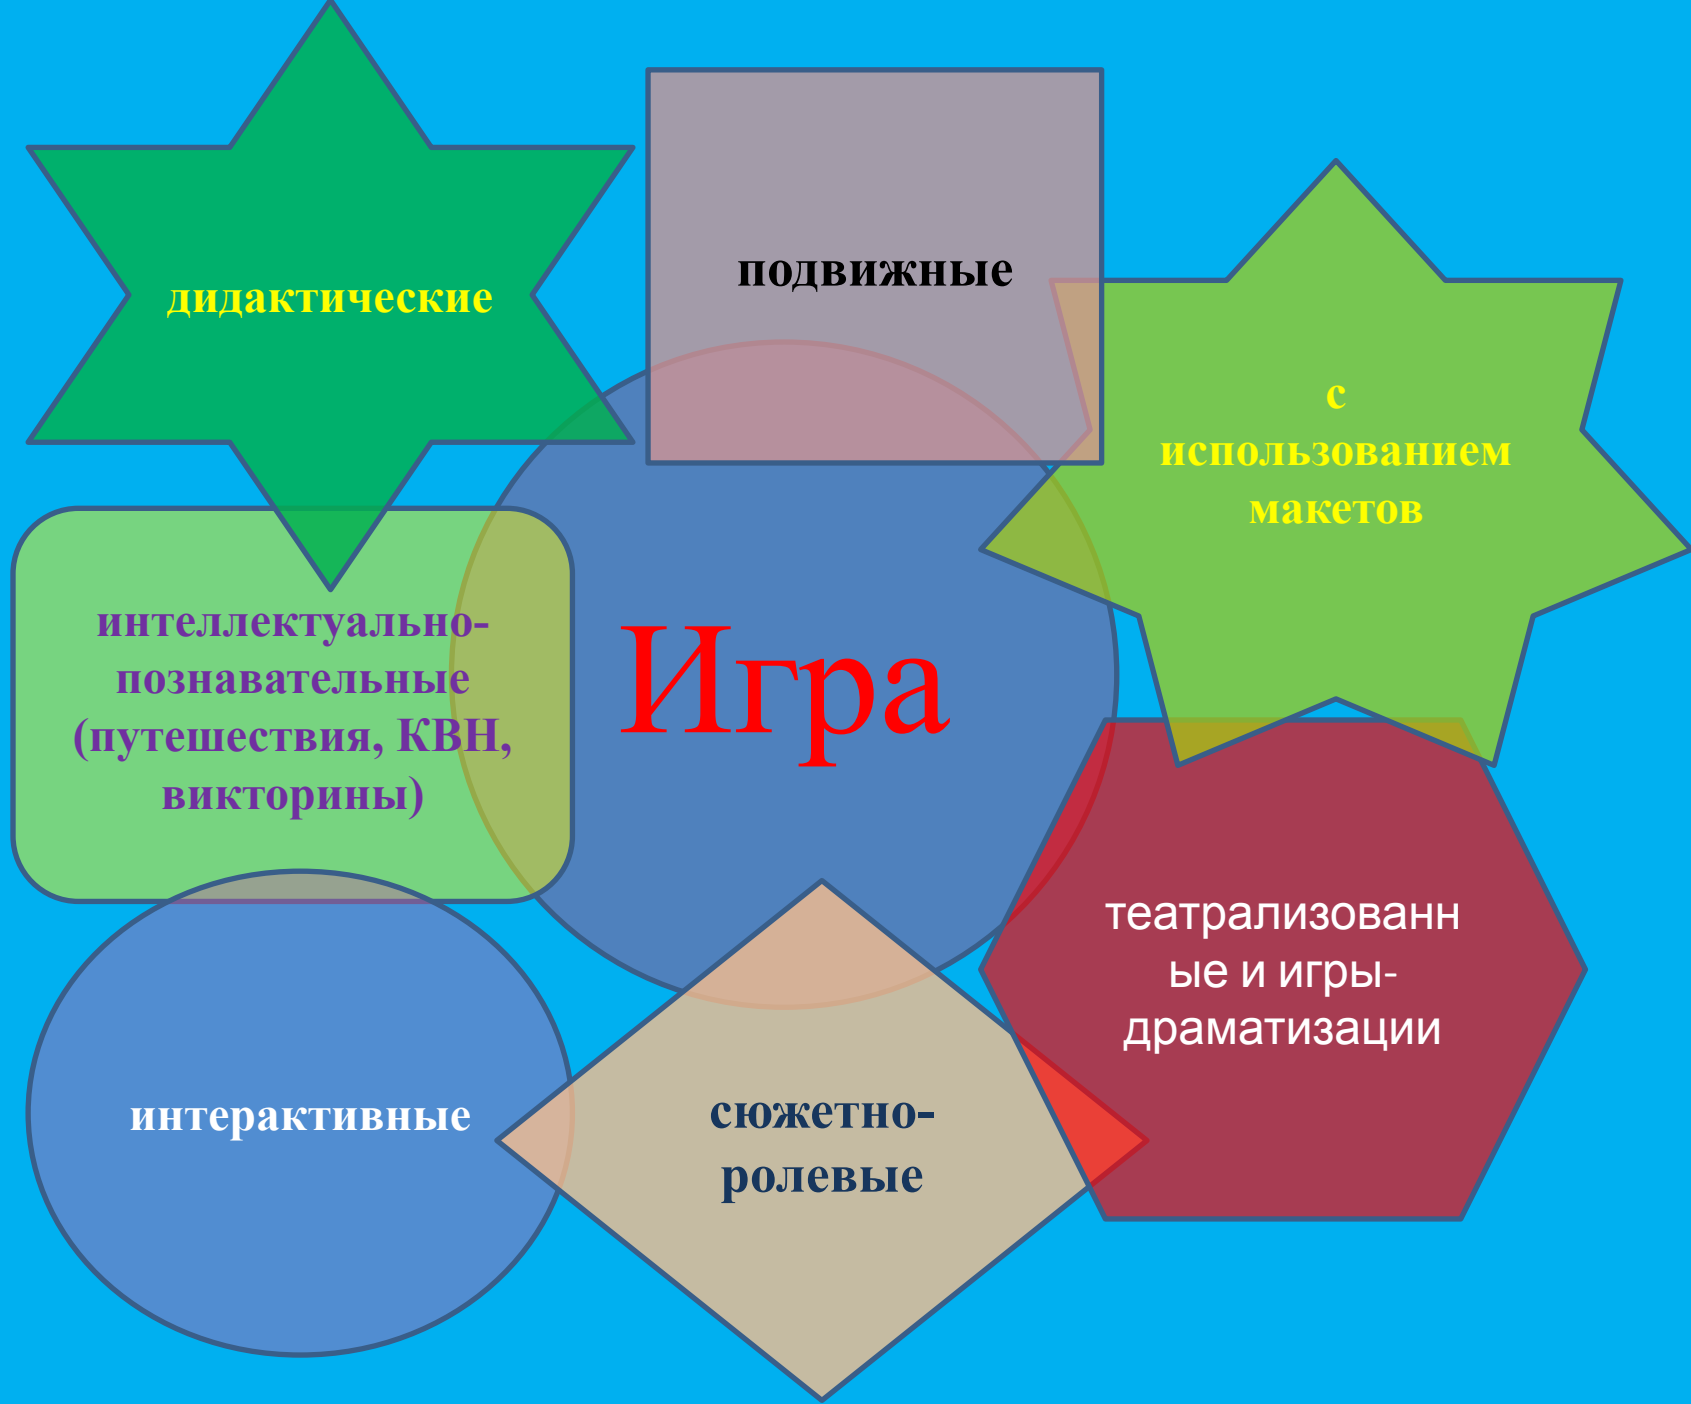 дидактические
подвижные
с
использованием
макетов
интеллектуально-
познавательные
(путешествия, КВН,
викторины)
Игра
театрализованн
ые и игры-
драматизации
интерактивные
сюжетно-
ролевые